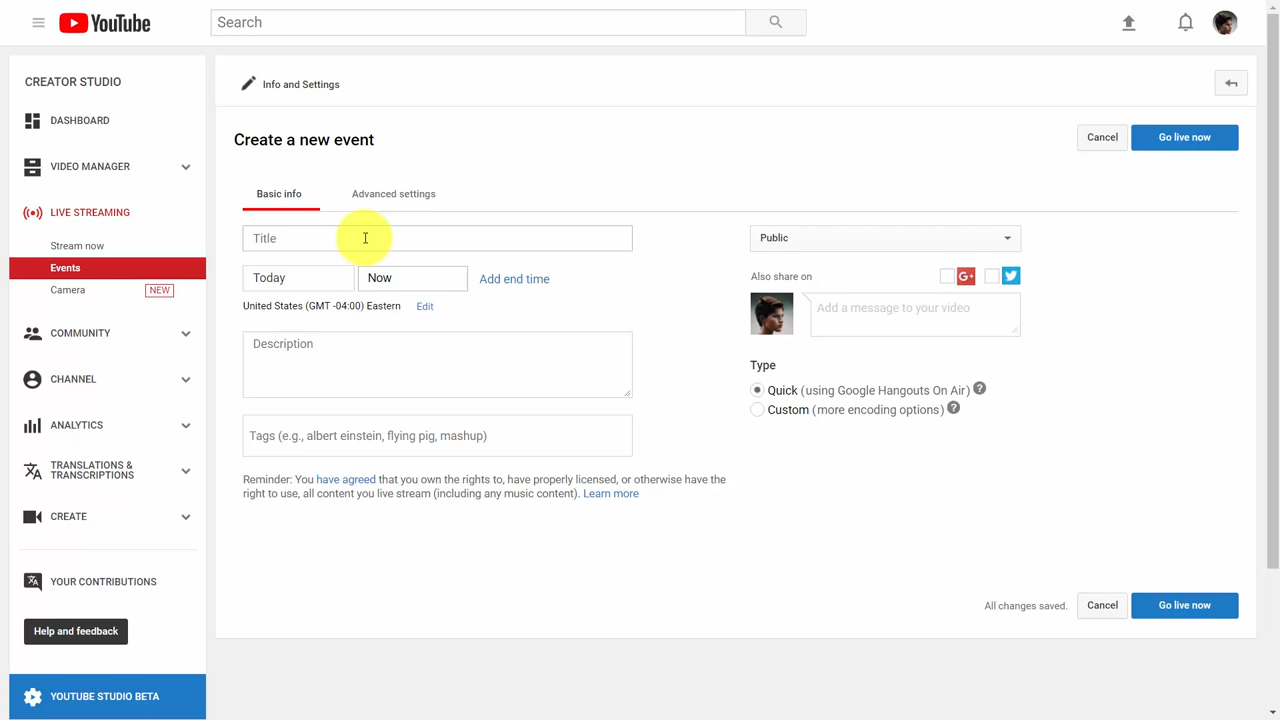 YouTube
Search
CREATOR STUDIO
DASHBOARD
VIDEO MANAGER
LIVE STREAMING
Stream now
Events
Camera NEW
COMMUNITY
CHANNEL
ANALYTICS
TRANSLATIONS &
TRANSCRIPTIONS
CREATE
YOUR CONTRIBUTIONS
Help and feedback
YOUTUBE STUDIO BETA
Info and Settings
Create a new event
Cancel Go live now
Basic info Advanced settings
Title
Today Now Add end time
United States (GMT -04:00) Eastern Edit
Description
Tags (e.g., albert einstein, flying pig, mashup)
Reminder: You have agreed that you own the rights to, have properly licensed, or otherwise have the
right to use, all content you live stream (including any music content). Learn more
Public
Also share on G+
Add a message to your video
Type
Quick (using Google Hangouts On Air) ?
Custom (more encoding options) ?
All changes saved. Cancel Go live now